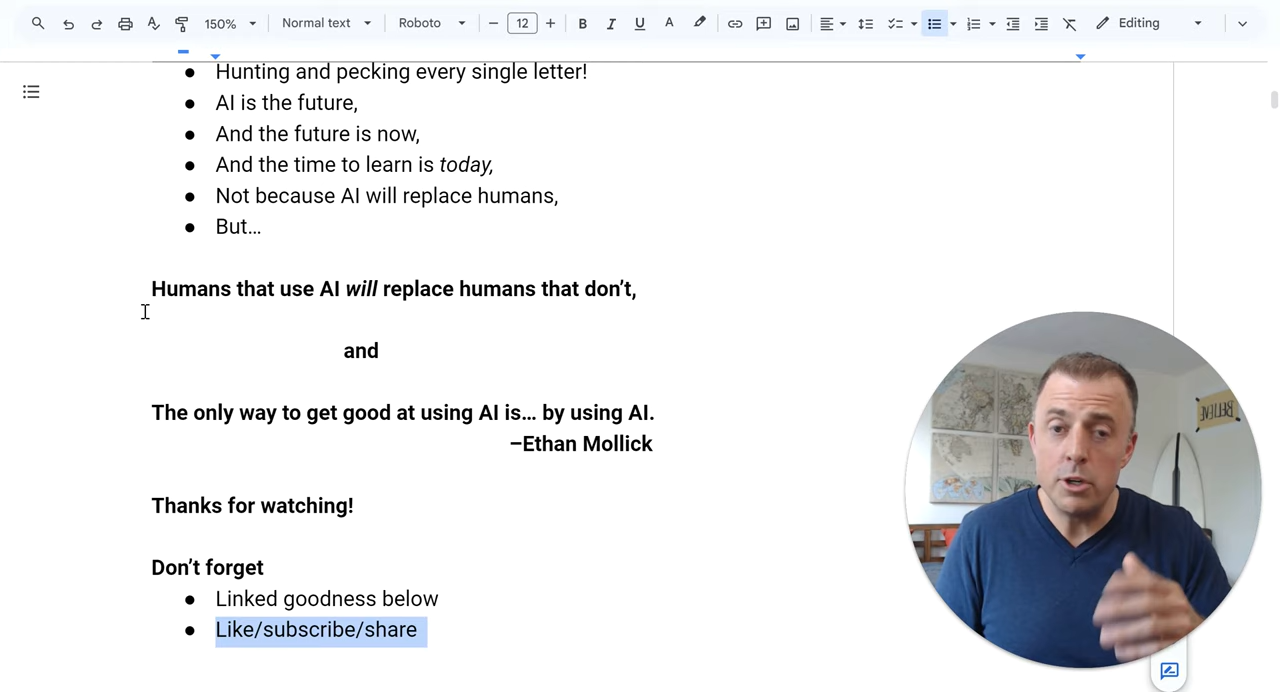 150%
Normal text
Roboto
12
B
I
U
A
Editing
● Hunting and pecking every single letter!
● AI is the future,
● And the future is now,
● And the time to learn is today,
● Not because AI will replace humans,
● But…
Humans that use AI will replace humans that don’t,
and
The only way to get good at using AI is… by using AI.
–Ethan Mollick
Thanks for watching!
Don’t forget
● Linked goodness below
● Like/subscribe/share
BELIEVE